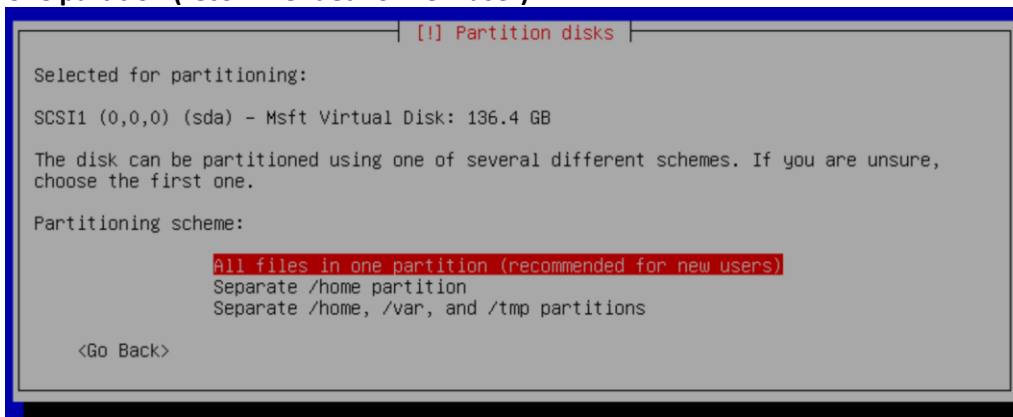 [!] Partition disks
Selected for partitioning:
SCSI1 (0,0,0) (sda) – Msft Virtual Disk: 136.4 GB
The disk can be partitioned using one of several different schemes. If you are unsure,
choose the first one.
Partitioning scheme:
All files in one partition (recommended for new users)
Separate /home partition
Separate /home, /var, and /tmp partitions
<Go Back>